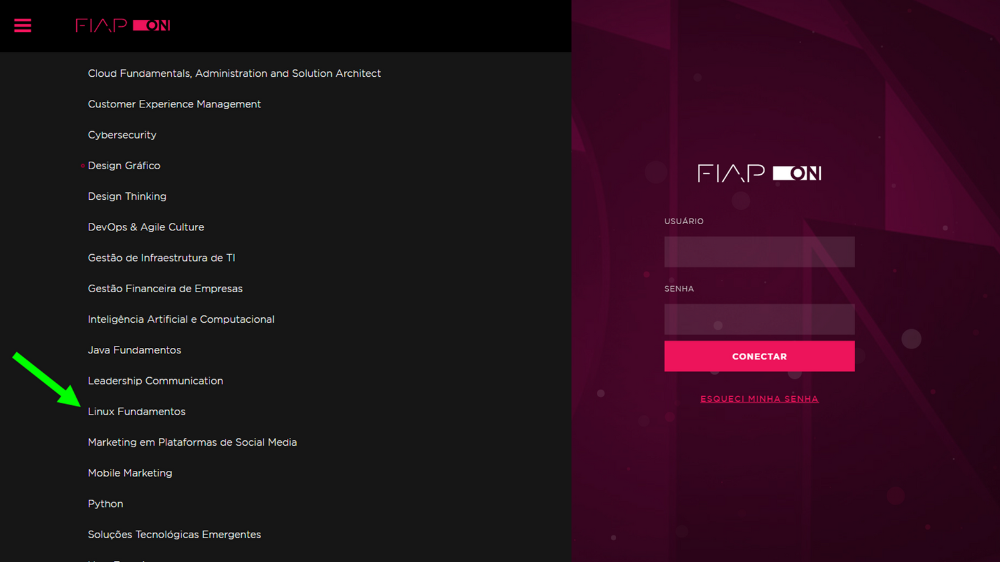 FIAP ON
Cloud Fundamentals, Administration and Solution Architect
Customer Experience Management
Cybersecurity
Design Gráfico
Design Thinking
DevOps & Agile Culture
Gestão de Infraestrutura de TI
Gestão Financeira de Empresas
Inteligência Artificial e Computacional
Java Fundamentos
Leadership Communication
Linux Fundamentos
Marketing em Plataformas de Social Media
Mobile Marketing
Python
Soluções Tecnológicas Emergentes
FIAP ON
USUÁRIO
SENHA
CONECTAR
ESQUECI MINHA SENHA